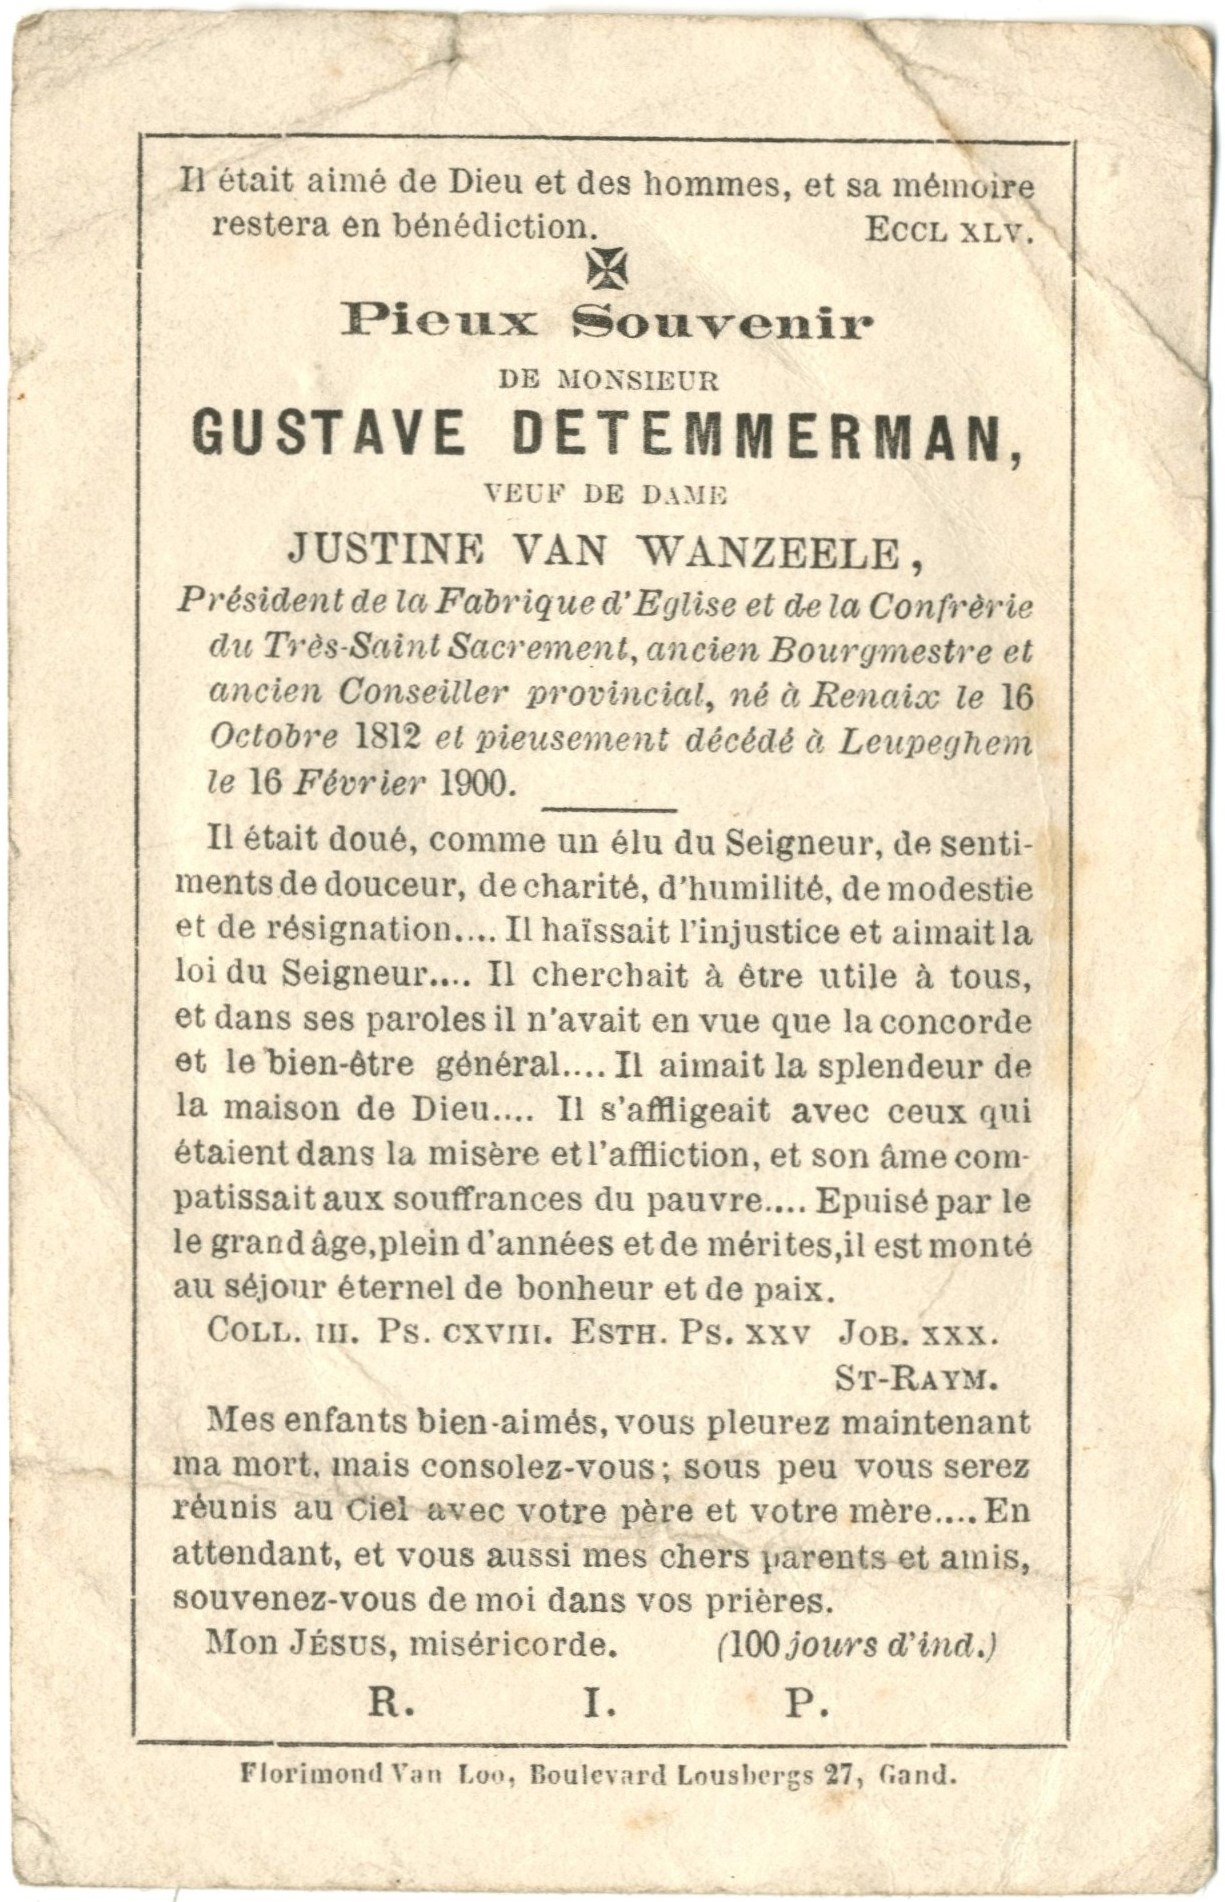 Il était aimé de Dieu et des hommes, et sa mémoire
restera en bénédiction. ECCL XLV.
Pieux Souvenir
DE MONSIEUR
GUSTAVE DETEMMERMAN,
VEUF DE DAME
JUSTINE VAN WANZEELE,
Président de la Fabrique d'Eglise et de la Confrèrie
du Très-Saint Sacrement, ancien Bourgmestre et
ancien Conseiller provincial, né à Renaix le 16
Octobre 1812 et pieusement décédé à Leupeghem
le 16 Février 1900.
Il était doué, comme un élu du Seigneur, de senti-
ments de douceur, de charité, d'humilité, de modestie
et de résignation.... Il haïssait l'injustice et aimait la
loi du Seigneur.... Il cherchait à être utile à tous,
et dans ses paroles il n'avait en vue que la concorde
et le bien-être général.... Il aimait la splendeur de
la maison de Dieu.... Il s'affligeait avec ceux qui
étaient dans la misère et l'affliction, et son âme com-
patissait aux souffrances du pauvre.... Epuisé par le
le grand âge, plein d'années et de mérites, il est monté
au séjour éternel de bonheur et de paix.
COLL. III. PS. CXVIII. ESTH. PS. XXV JOB. XXX.
ST-RAYM.
Mes enfants bien-aimés, vous pleurez maintenant
ma mort, mais consolez-vous; sous peu vous serez
réunis au Ciel avec votre père et votre mère.... En
attendant, et vous aussi mes chers parents et amis,
souvenez-vous de moi dans vos prières.
Mon JÉSUS, miséricorde. (100 jours d'ind.)
R. I. P.
Florimond Van Loo, Boulevard Lousbergs 27, Gand.